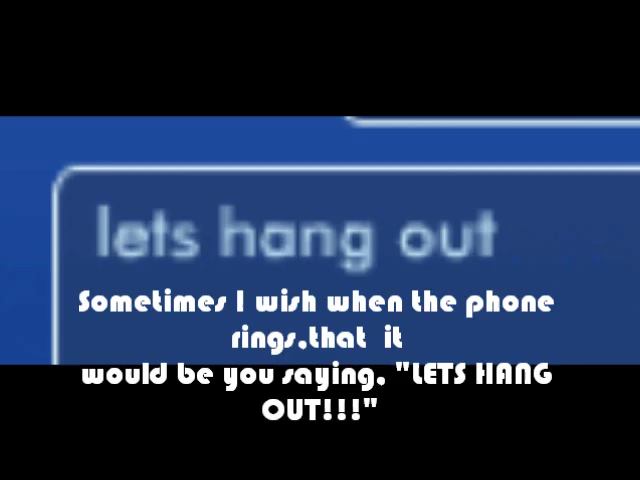 lets hang out
Sometimes I wish when the phone
rings,that it
would be you saying, "LETS HANG
OUT!!!"